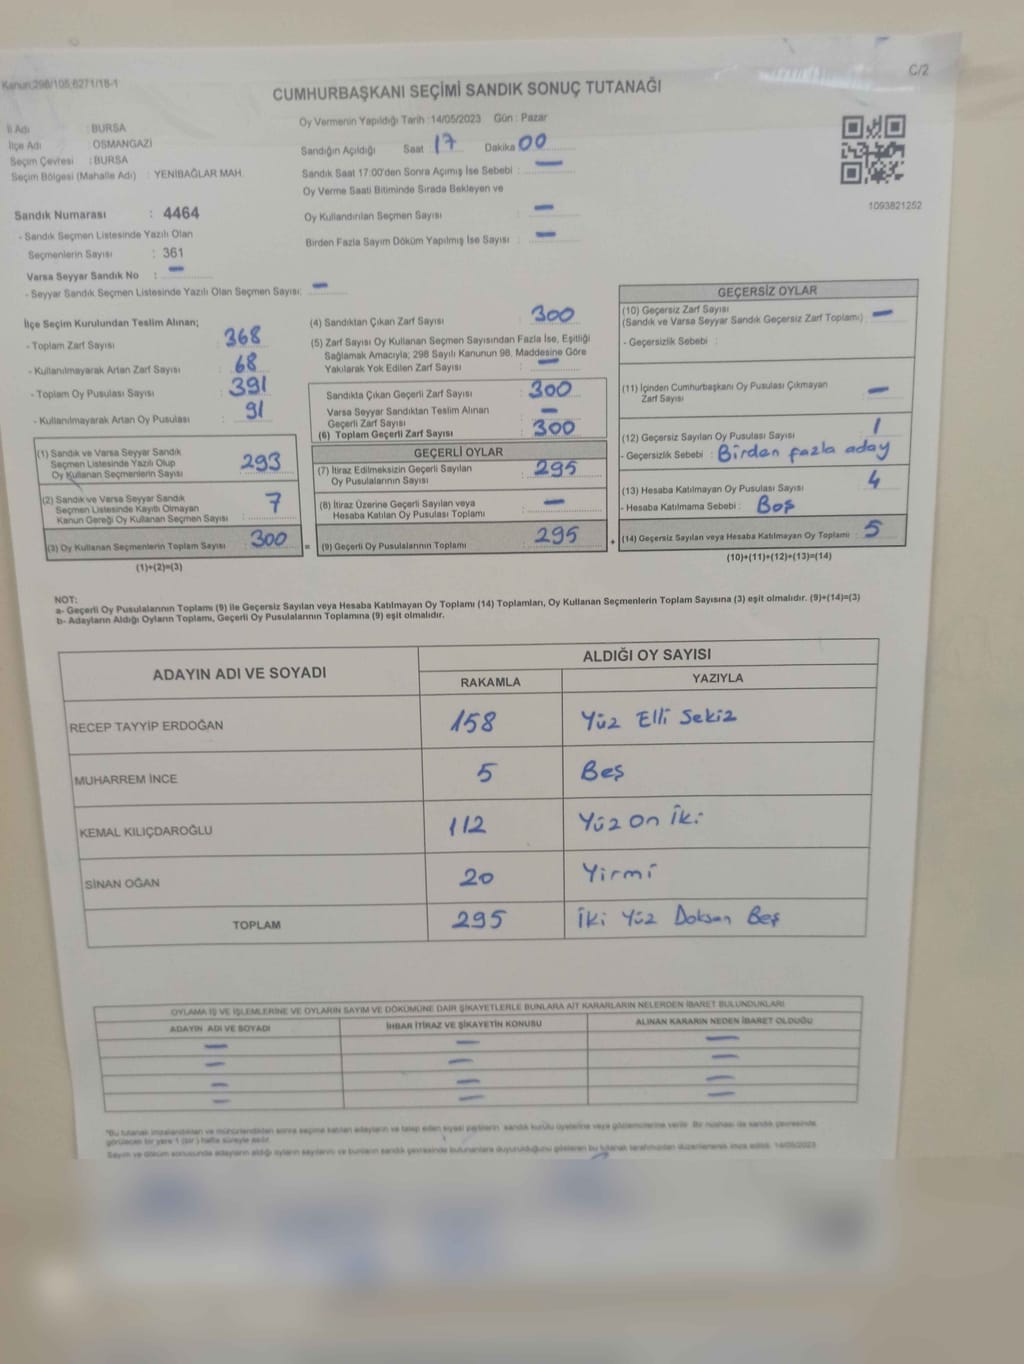 Kanun:298/105,6271/18-1
C/2
CUMHURBAŞKANI SEÇİMİ SANDIK SONUÇ TUTANAĞI
İl Adı : BURSA
İlçe Adı : OSMANGAZİ
Seçim Çevresi : BURSA
Seçim Bölgesi (Mahalle Adı) : YENİBAĞLAR MAH.
Sandık Numarası : 4464
- Sandık Seçmen Listesinde Yazılı Olan
Seçmenlerin Sayısı : 361
Varsa Seyyar Sandık No : —
- Seyyar Sandık Seçmen Listesinde Yazılı Olan Seçmen Sayısı: —
Oy Vermenin Yapıldığı Tarih :14/05/2023 Gün : Pazar
Sandığın Açıldığı Saat 17 Dakika 00
Sandık Saat 17.00'den Sonra Açımış İse Sebebi : —
Oy Verme Saati Bitiminde Sırada Bekleyen ve
Oy Kullandırılan Seçmen Sayısı : —
Birden Fazla Sayım Döküm Yapılmış İse Sayısı : —
1093821252
İlçe Seçim Kurulundan Teslim Alınan;
- Toplam Zarf Sayısı : 368
- Kullanılmayarak Artan Zarf Sayısı : 68
- Toplam Oy Pusulası Sayısı : 391
- Kullanılmayarak Artan Oy Pusulası : 91
(1) Sandık ve Varsa Seyyar Sandık
Seçmen Listesinde Yazılı Olup
Oy Kullanan Seçmenlerin Sayısı : 293
(2) Sandık ve Varsa Seyyar Sandık
Seçmen Listesinde Kayıtlı Olmayan
Kanun Gereği Oy Kullanan Seçmen Sayısı : 7
(3) Oy Kullanan Seçmenlerin Toplam Sayısı : 300
(1)+(2)=(3)
(4) Sandıktan Çıkan Zarf Sayısı : 300
(5) Zarf Sayısı Oy Kullanan Seçmen Sayısından Fazla İse, Eşitliği
Sağlamak Amacıyla; 298 Sayılı Kanunun 98. Maddesine Göre
Yakılarak Yok Edilen Zarf Sayısı : —
Sandıkta Çıkan Geçerli Zarf Sayısı : 300
Varsa Seyyar Sandıktan Teslim Alınan
Geçerli Zarf Sayısı : —
(6) Toplam Geçerli Zarf Sayısı : 300
GEÇERLİ OYLAR
(7) İtiraz Edilmeksizin Geçerli Sayılan
Oy Pusulalarının Sayısı : 295
(8) İtiraz Üzerine Geçerli Sayılan veya
Hesaba Katılan Oy Pusulası Toplamı : —
= (9) Geçerli Oy Pusulalarının Toplamı : 295 +
GEÇERSİZ OYLAR
(10) Geçersiz Zarf Sayısı
(Sandık ve Varsa Seyyar Sandık Geçersiz Zarf Toplamı) : —
- Geçersizlik Sebebi :
(11) İçinden Cumhurbaşkanı Oy Pusulası Çıkmayan
Zarf Sayısı : —
(12) Geçersiz Sayılan Oy Pusulası Sayısı : 1
- Geçersizlik Sebebi : Birden fazla aday
(13) Hesaba Katılmayan Oy Pusulası Sayısı : 4
- Hesaba Katılmama Sebebi : Boş
(14) Geçersiz Sayılan veya Hesaba Katılmayan Oy Toplamı : 5
(10)+(11)+(12)+(13)=(14)
NOT:
a- Geçerli Oy Pusulalarının Toplamı (9) ile Geçersiz Sayılan veya Hesaba Katılmayan Oy Toplamı (14) Toplamları, Oy Kullanan Seçmenlerin Toplam Sayısına (3) eşit olmalıdır. (9)+(14)=(3)
b- Adayların Aldığı Oyların Toplamı, Geçerli Oy Pusulalarının Toplamına (9) eşit olmalıdır.
ADAYIN ADI VE SOYADI
ALDIĞI OY SAYISI
RAKAMLA YAZIYLA
RECEP TAYYİP ERDOĞAN 158 Yüz Elli Sekiz
MUHARREM İNCE 5 Beş
KEMAL KILIÇDAROĞLU 112 Yüz On İki
SİNAN OĞAN 20 Yirmi
TOPLAM 295 İki Yüz Doksan Beş
OYLAMA İŞ VE İŞLEMLERİNE VE OYLARIN SAYIM VE DÖKÜMÜNE DAİR ŞİKAYETLERLE BUNLARA AİT KARARLARIN NELERDEN İBARET BULUNDUKLARI
ADAYIN ADI VE SOYADI İHBAR İTİRAZ VE ŞİKAYETİN KONUSU ALINAN KARARIN NEDEN İBARET OLDUĞU
— — —
— — —
— — —
— — —